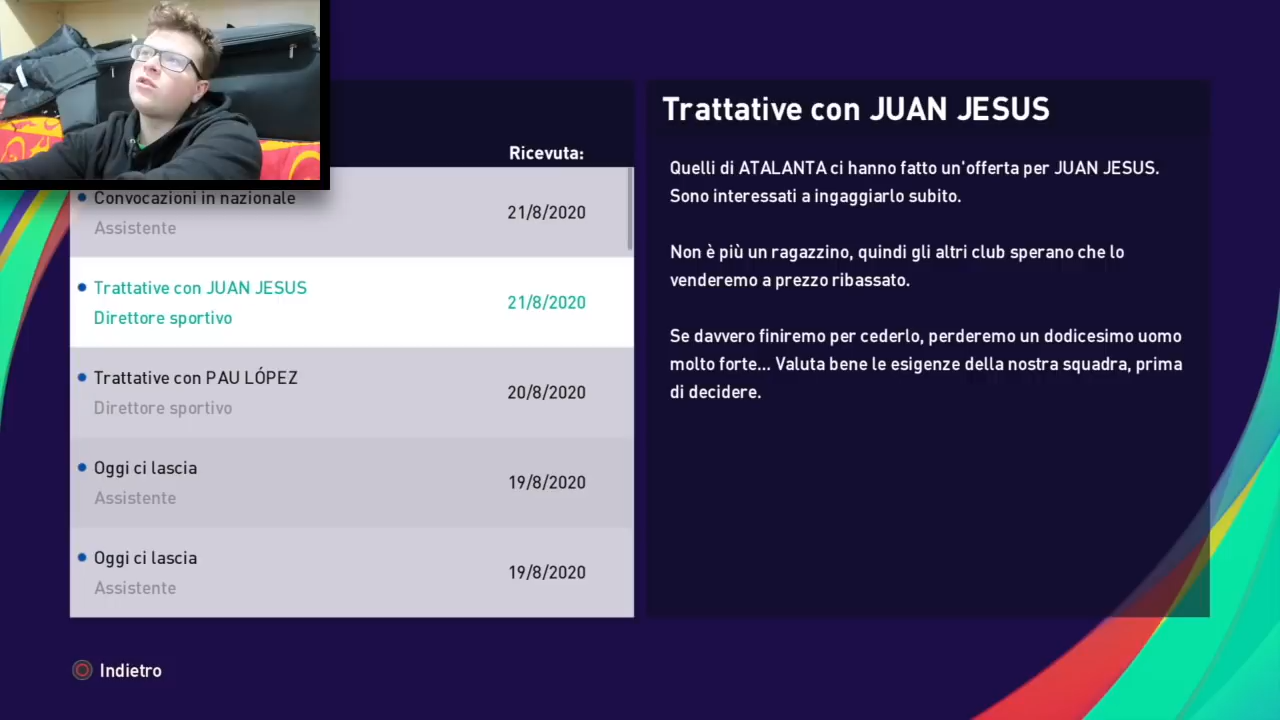 Ricevuta:
Convocazioni in nazionale
Assistente
21/8/2020
Trattative con JUAN JESUS
Direttore sportivo
21/8/2020
Trattative con PAU LÓPEZ
Direttore sportivo
20/8/2020
Oggi ci lascia
Assistente
19/8/2020
Oggi ci lascia
Assistente
19/8/2020
Trattative con JUAN JESUS
Quelli di ATALANTA ci hanno fatto un'offerta per JUAN JESUS.
Sono interessati a ingaggiarlo subito.
Non è più un ragazzino, quindi gli altri club sperano che lo
venderemo a prezzo ribassato.
Se davvero finiremo per cederlo, perderemo un dodicesimo uomo
molto forte... Valuta bene le esigenze della nostra squadra, prima
di decidere.
Indietro